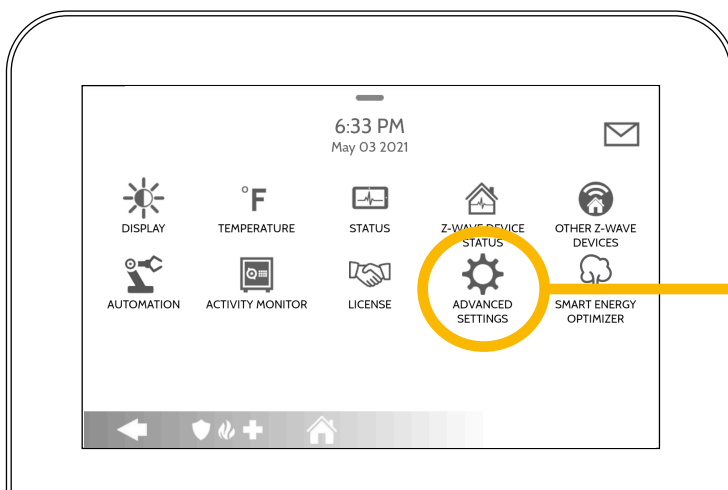 6:33 PM
May 03 2021
°F
DISPLAY
TEMPERATURE
STATUS
Z-WAVE DEVICE
STATUS
OTHER Z-WAVE
DEVICES
AUTOMATION
ACTIVITY MONITOR
LICENSE
ADVANCED
SETTINGS
SMART ENERGY
OPTIMIZER